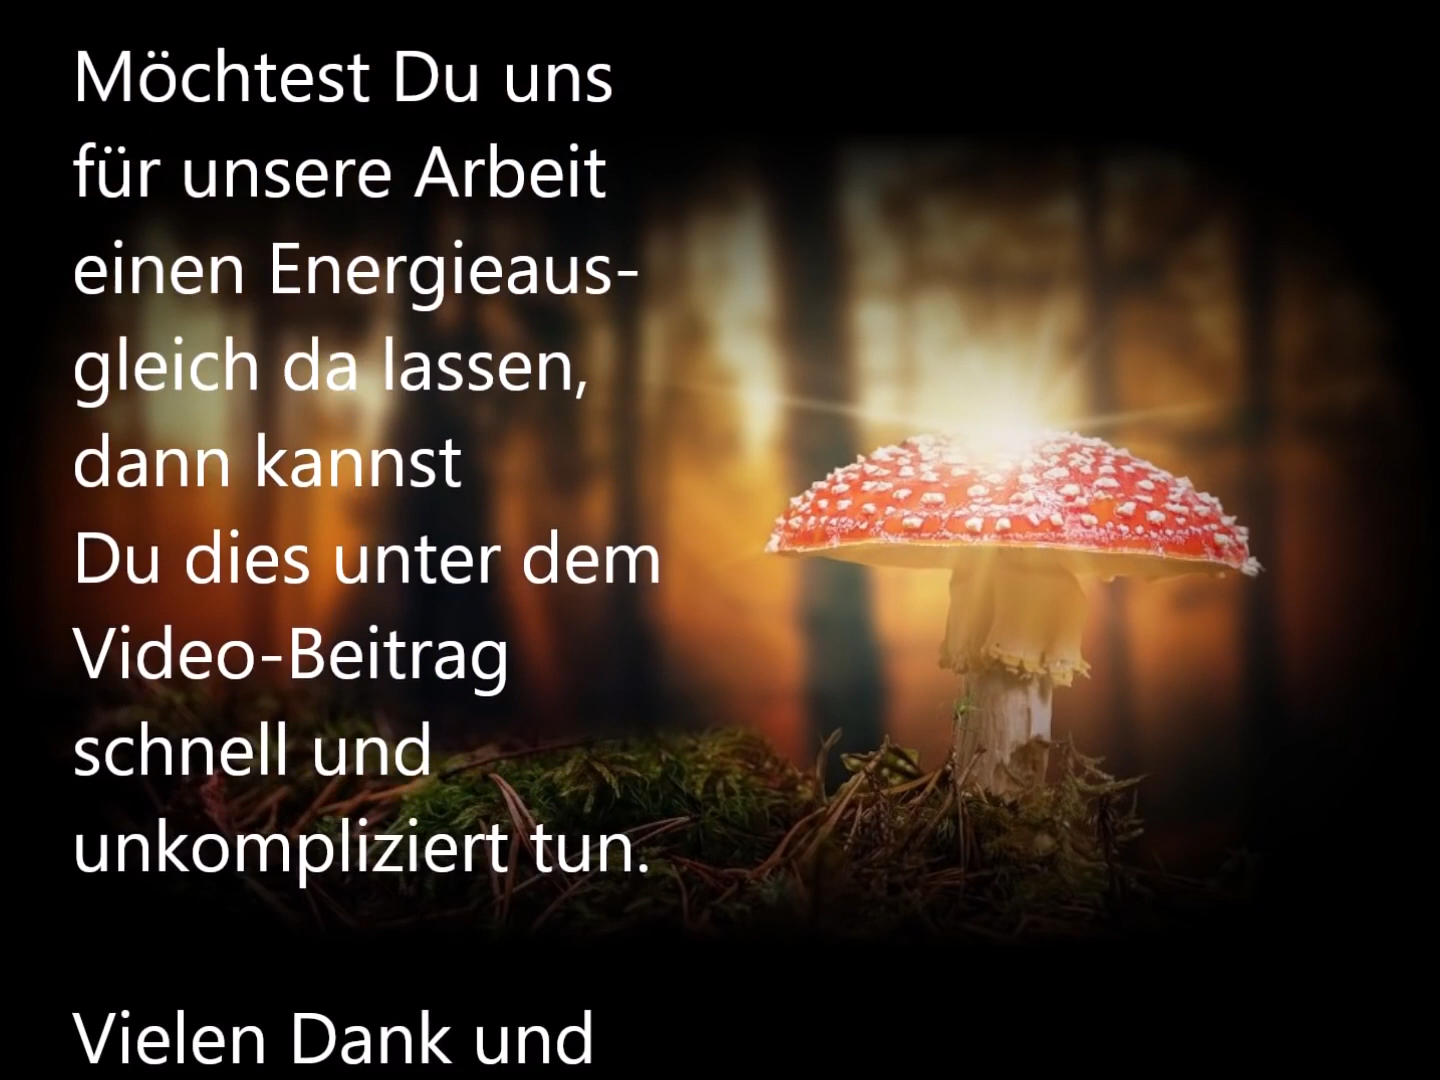 Möchtest Du uns
für unsere Arbeit
einen Energieaus-
gleich da lassen,
dann kannst
Du dies unter dem
Video-Beitrag
schnell und
unkompliziert tun.
Vielen Dank und